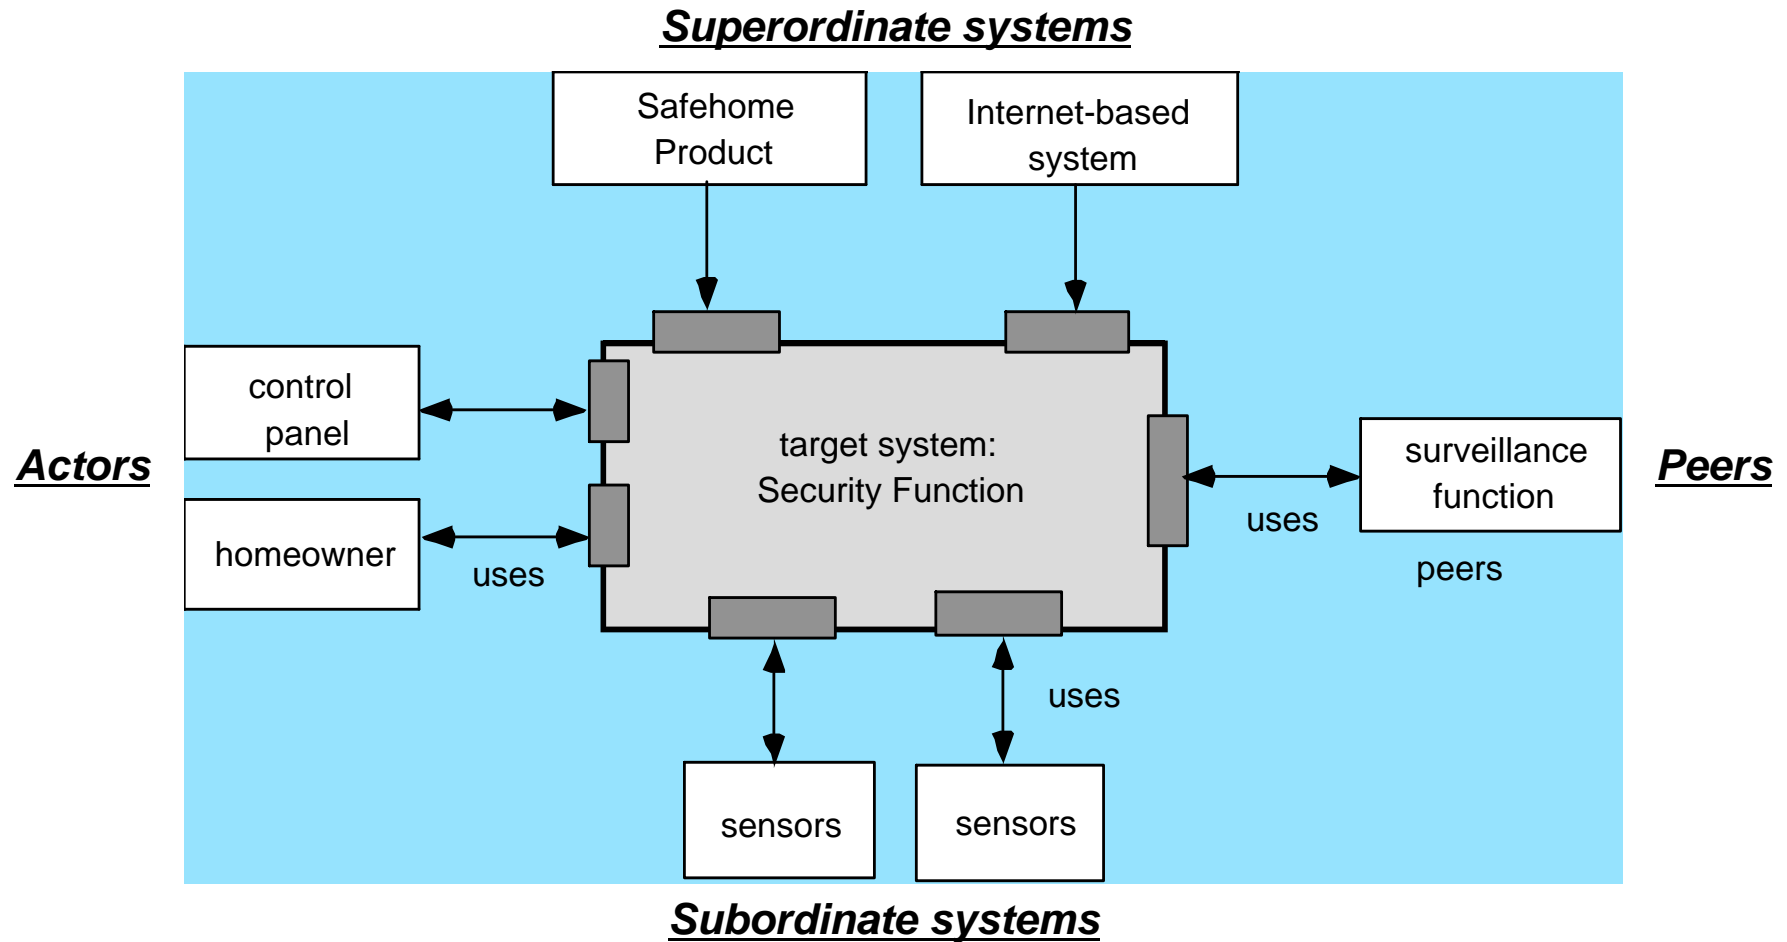 Superordinate systems
Safehome
Product
Internet-based
system
control
panel
target system:
Security Function
surveillance
function
Actors
Peers
homeowner
uses
uses
peers
uses
sensors
sensors
Subordinate systems